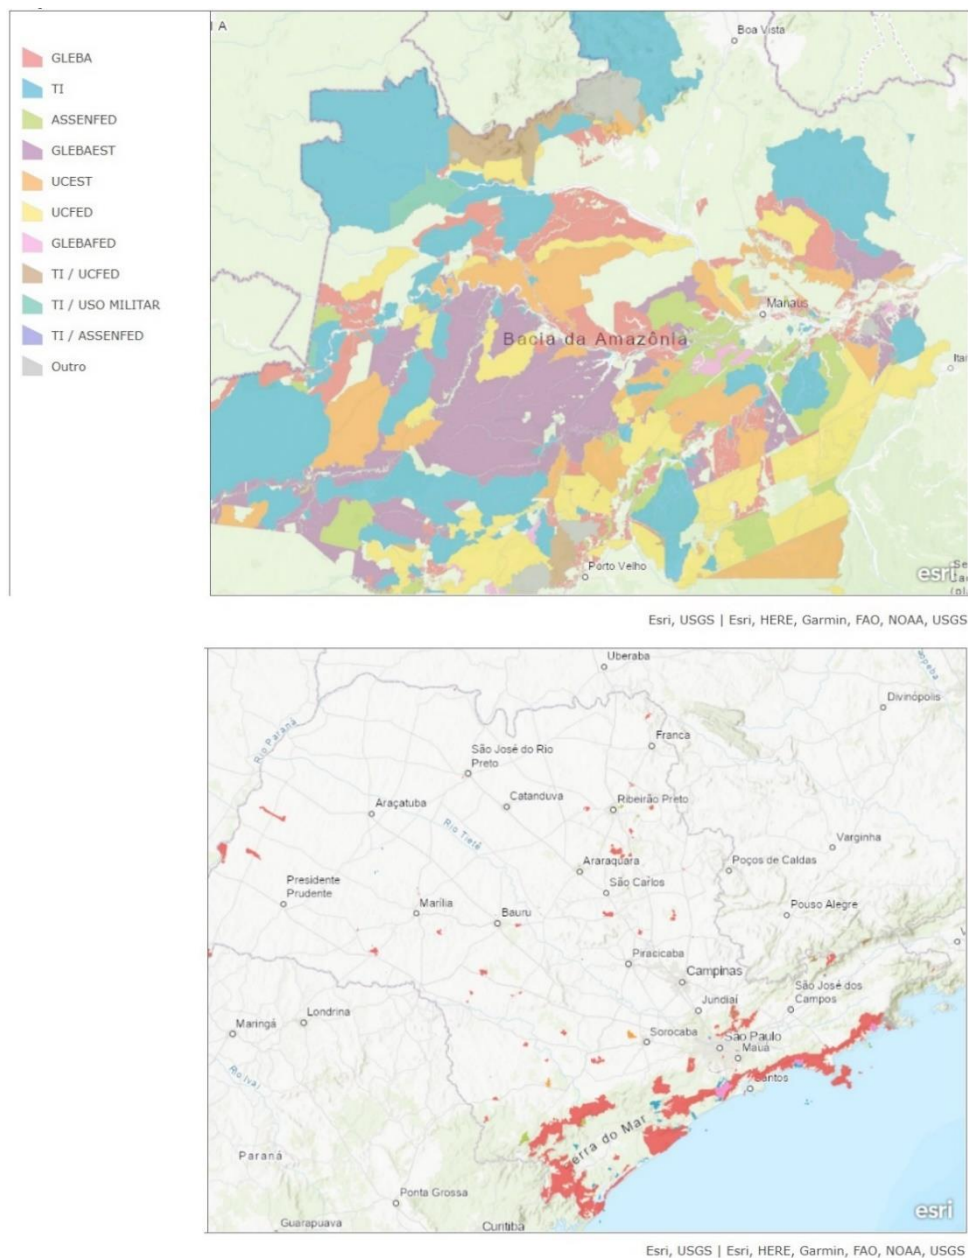 I A
Boa Vista
GLEBA
TI
ASSENFED
GLEBAEST
UCEST
UCFED
GLEBAFED
TI / UCFED
TI / USO MILITAR
TI / ASSENFED
Outro
Manaus
Bacia da Amazônia
Porto Velho
esri
Esri, USGS | Esri, HERE, Garmin, FAO, NOAA, USGS
Uberaba
Divinópolis
Rio Paraná
Franca
São José do Rio
Preto
Araçatuba
Catanduva
Ribeirão Preto
Rio Tietê
Varginha
Araraquara
Poços de Caldas
Presidente
Prudente
São Carlos
Marília
Bauru
Pouso Alegre
Piracicaba
Campinas
São José dos
Campos
Jundiaí
Londrina
Maringá
Sorocaba
São Paulo
Mauá
Rio Ivaí
Santos
Serra do Mar
Paraná
Ponta Grossa
Guarapuava
Curitiba
esri
Esri, USGS | Esri, HERE, Garmin, FAO, NOAA, USGS